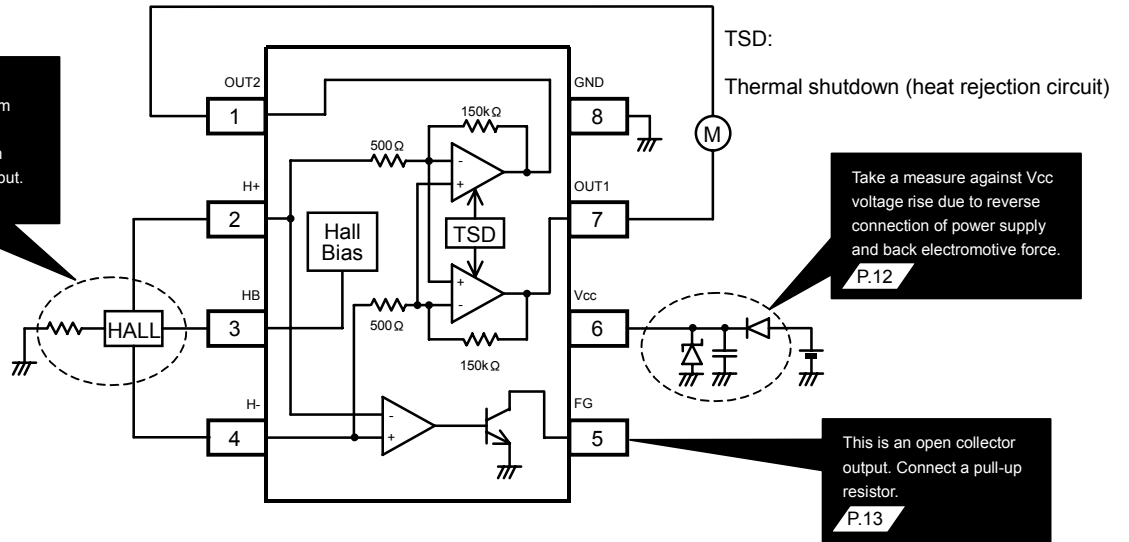 TSD:
Thermal shutdown (heat rejection circuit)
OUT2
1
GND
8
M
150kΩ
500Ω
-
+
H+
2
OUT1
7
Hall
Bias
TSD
Take a measure against Vcc
voltage rise due to reverse
connection of power supply
and back electromotive force.
P.12
HB
3
HALL
500Ω
+
-
150kΩ
Vcc
6
H-
4
-
+
FG
5
This is an open collector
output. Connect a pull-up
resistor.
P.13